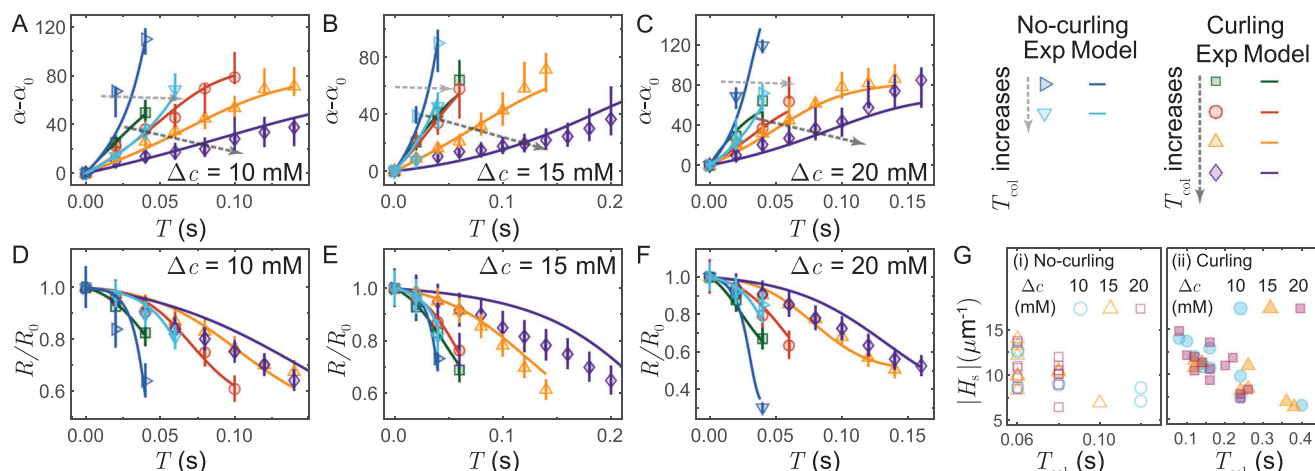 A
α-α0
80
40
0
0.00
0.05
0.10
T (s)
Δc = 10 mM
B
80
40
0
0.0
0.1
0.2
T (s)
Δc = 15 mM
C
120
80
40
0
0.00
0.05
0.10
0.15
T (s)
Δc = 20 mM
No-curling
Exp Model
Tcol increases
Curling
Exp Model
Tcol increases
D
Δc = 10 mM
R/R0
1.0
0.8
0.6
0.00
0.05
0.10
T (s)
E
Δc = 15 mM
R/R0
1.0
0.8
0.6
0.0
0.1
0.2
T (s)
F
Δc = 20 mM
R/R0
1.0
0.8
0.6
0.4
0.00
0.05
0.10
0.15
T (s)
G
(i) No-curling
Δc 10 15 20
(mM)
|Hs|(μm-1)
15
10
5
0.06
0.10
Tcol (s)
(ii) Curling
Δc 10 15 20
(mM)
0.1
0.2
0.3
0.4
Tcol (s)